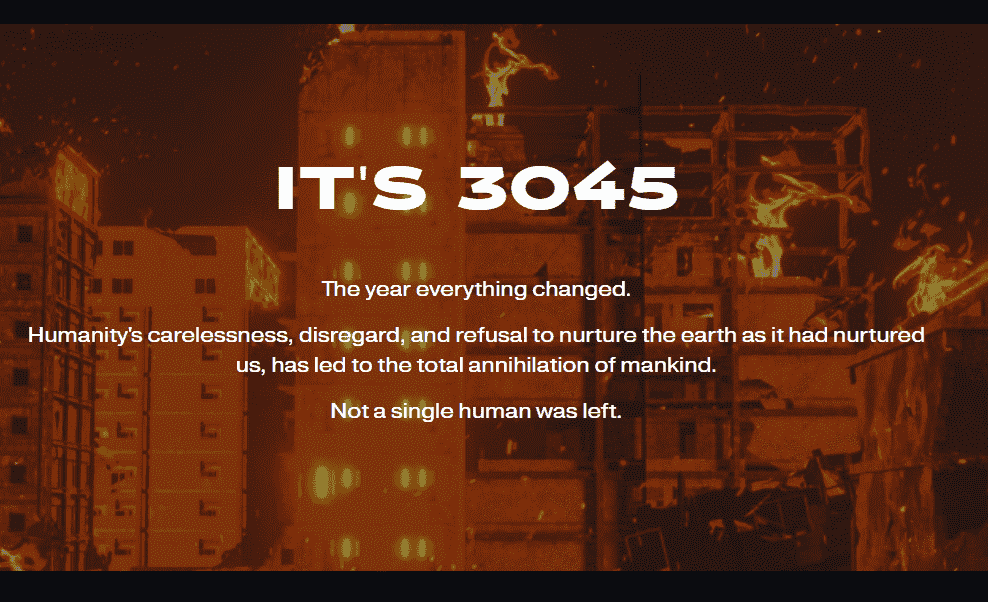 IT'S 3045
The year everything changed.
Humanity's carelessness, disregard, and refusal to nurture the earth as it had nurtured
us, has led to the total annihilation of mankind.
Not a single human was left.